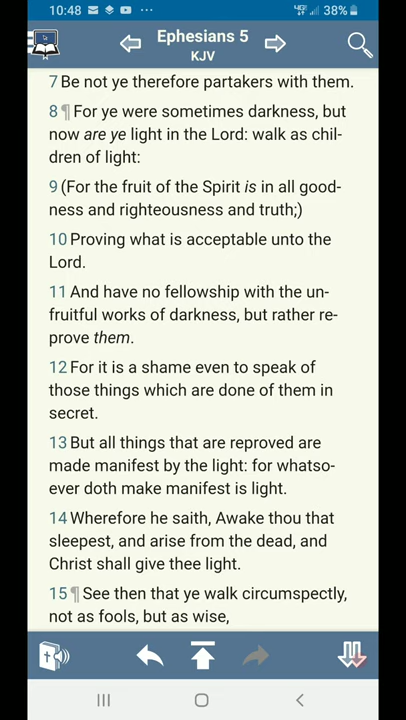 10:48 38%
Ephesians 5
KJV
7 Be not ye therefore partakers with them.
8 ¶ For ye were sometimes darkness, but
now are ye light in the Lord: walk as chil-
dren of light:
9 (For the fruit of the Spirit is in all good-
ness and righteousness and truth;)
10 Proving what is acceptable unto the
Lord.
11 And have no fellowship with the un-
fruitful works of darkness, but rather re-
prove them.
12 For it is a shame even to speak of
those things which are done of them in
secret.
13 But all things that are reproved are
made manifest by the light: for whatso-
ever doth make manifest is light.
14 Wherefore he saith, Awake thou that
sleepest, and arise from the dead, and
Christ shall give thee light.
15 ¶ See then that ye walk circumspectly,
not as fools, but as wise,